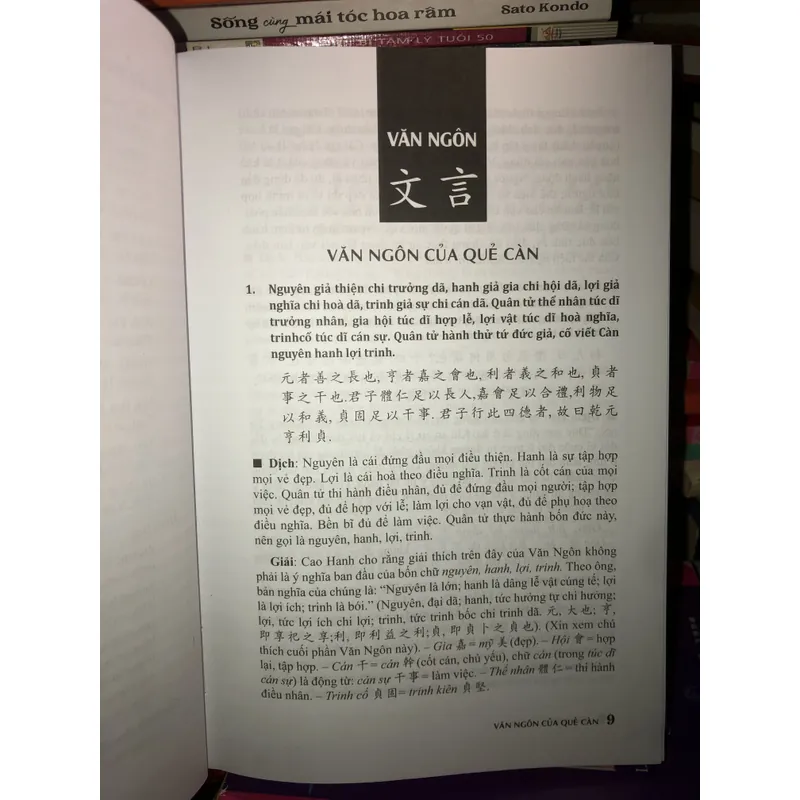 Sống cùng mái tóc hoa râm Sato Kondo
TÂM LÝ TUỔI 50
VĂN NGÔN
文言
VĂN NGÔN CỦA QUẺ CÀN
1. Nguyên giả thiện chi trưởng dã, hanh giả gia chi hội dã, lợi giả
nghĩa chi hoà dã, trinh giả sự chi cán dã. Quân tử thể nhân túc dĩ
trưởng nhân, gia hội túc dĩ hợp lễ, lợi vật túc dĩ hoà nghĩa,
trinhcố túc dĩ cán sự. Quân tử hành thử tứ đức giả, cố viết Càn
nguyên hanh lợi trinh.
元者善之長也, 亨者嘉之會也, 利者義之和也, 貞者
事之干也. 君子體仁足以長人, 嘉會足以合禮, 利物足
以和義, 貞固足以干事. 君子行此四德者, 故曰乾元
亨利貞.
■ Dịch: Nguyên là cái đứng đầu mọi điều thiện. Hanh là sự tập hợp
mọi vẻ đẹp. Lợi là cái hoà theo điều nghĩa. Trinh là cốt cán của mọi
việc. Quân tử thi hành điều nhân, đủ để đứng đầu mọi người; tập hợp
mọi vẻ đẹp, đủ để hợp với lễ; làm lợi cho vạn vật, đủ để phụ hoạ theo
điều nghĩa. Bền bĩ đủ để làm việc. Quân tử thực hành bốn đức này,
nên gọi là nguyên, hanh, lợi, trinh.
Giải: Cao Hanh cho rằng giải thích trên đây của Văn Ngôn không
phải là ý nghĩa ban đầu của bốn chữ nguyên, hanh, lợi, trinh. Theo ông,
bản nghĩa của chúng là: “Nguyên là lớn; hanh là dâng lễ vật cúng tế; lợi
là lợi ích; trinh là bói.” (Nguyên, đại dã; hanh, tức hưởng tự chi hưởng;
lợi, tức lợi ích chi lợi; trinh, tức trinh bốc chi trinh dã. 元, 大也; 亨,
即享祀之享; 利, 即利益之利; 貞, 即貞卜之貞也). (Xin xem chú
thích cuối phần Văn Ngôn này). – Gia 嘉 = mỹ 美 (đẹp). – Hội 會 = hợp
lại, tập hợp. – Cán 干 = cán 幹 (cốt cán, chủ yếu), chữ cán (trong túc dĩ
cán sự) là động từ: cán sự 干事 = làm việc. – Thể nhân 體仁 = thi hành
điều nhân. – Trinh cố 貞固 = trinh kiên 貞堅.
VĂN NGÔN CỦA QUẺ CÀN 9